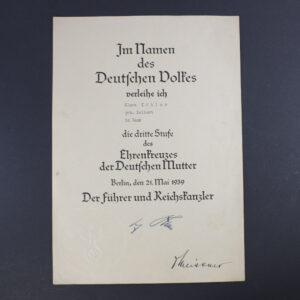 Im Namen
des
Deutschen Volkes
verleihe ich
die dritte Stufe
des
Ehrenkreuzes
der Deutschen Mutter
Berlin, den 21. Mai 1939
Der Führer und Reichskanzler
Meissner